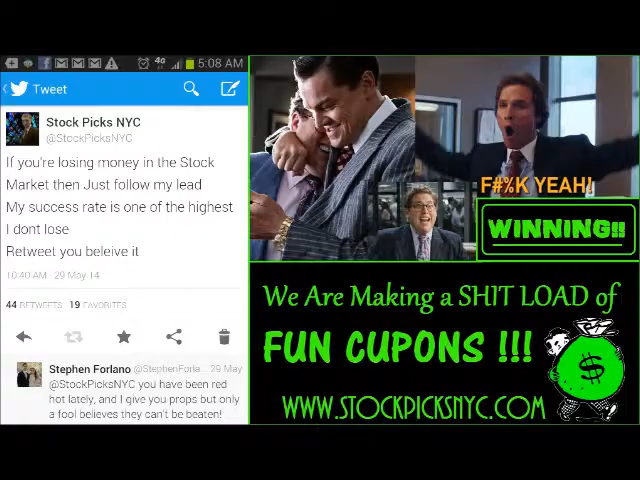 5:08 AM
Tweet
Stock Picks NYC
@StockPicksNYC
If you're losing money in the Stock
Market then Just follow my lead
My success rate is one of the highest
I dont lose
Retweet you beleive it
10:40 AM · 29 May 14
44 RETWEETS 19 FAVORITES
Stephen Forlano @StephenForla... 29 May
@StockPicksNYC you have been red
hot lately, and I give you props but only
a fool believes they can't be beaten!
F#%K YEAH!
WINNING!!
We Are Making a SHIT LOAD of
FUN CUPONS !!!
$
WWW.STOCKPICKSNYC.COM